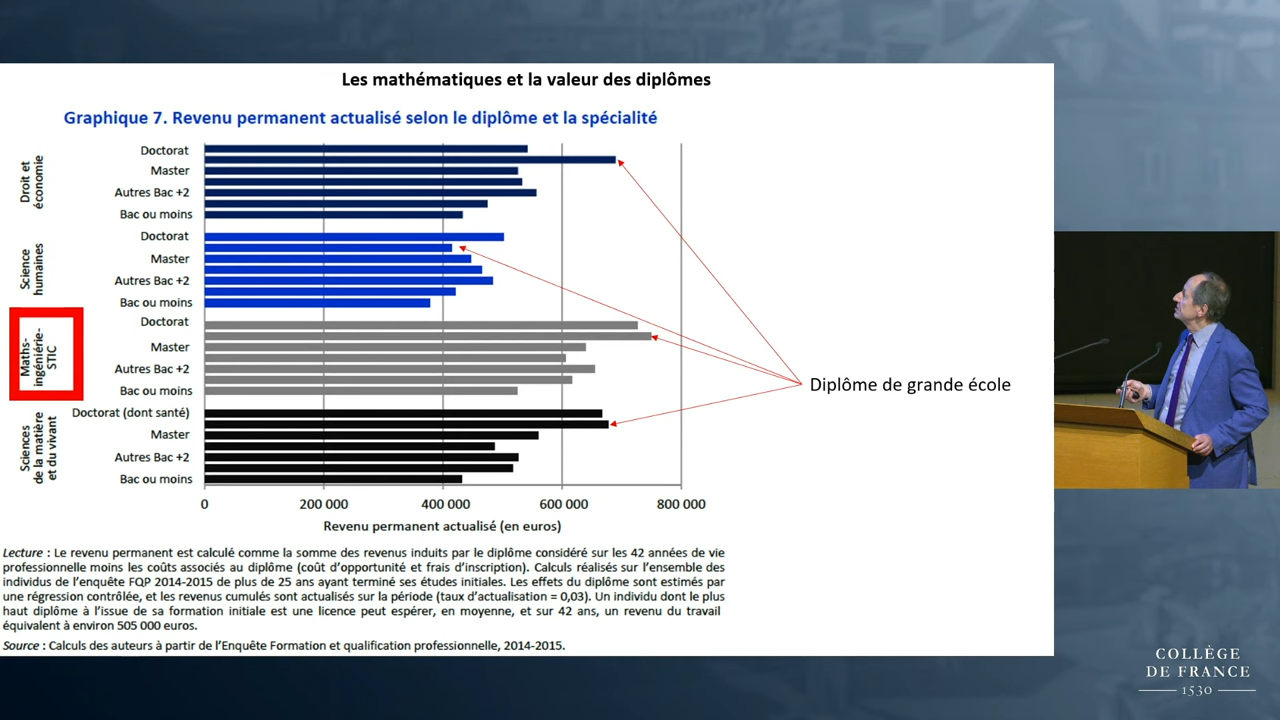 Les mathématiques et la valeur des diplômes
Graphique 7. Revenu permanent actualisé selon le diplôme et la spécialité
Droit et
économie
Doctorat
Master
Autres Bac +2
Bac ou moins
Science
humaines
Doctorat
Master
Autres Bac +2
Bac ou moins
Maths-
ingénierie-
STIC
Doctorat
Master
Autres Bac +2
Bac ou moins
Sciences
de la matière
et du vivant
Doctorat (dont santé)
Master
Autres Bac +2
Bac ou moins
Diplôme de grande école
0 200 000 400 000 600 000 800 000
Revenu permanent actualisé (en euros)
Lecture : Le revenu permanent est calculé comme la somme des revenus induits par le diplôme considéré sur les 42 années de vie
professionnelle moins les coûts associés au diplôme (coût d'opportunité et frais d'inscription). Calculs réalisés sur l'ensemble des
individus de l'enquête FQP 2014-2015 de plus de 25 ans ayant terminé ses études initiales. Les effets du diplôme sont estimés par
une régression contrôlée, et les revenus cumulés sont actualisés sur la période (taux d'actualisation = 0,03). Un individu dont le plus
haut diplôme à l'issue de sa formation initiale est une licence peut espérer, en moyenne, et sur 42 ans, un revenu du travail
équivalent à environ 505 000 euros.
Source : Calculs des auteurs à partir de l'Enquête Formation et qualification professionnelle, 2014-2015.
COLLÈGE
DE FRANCE
1530